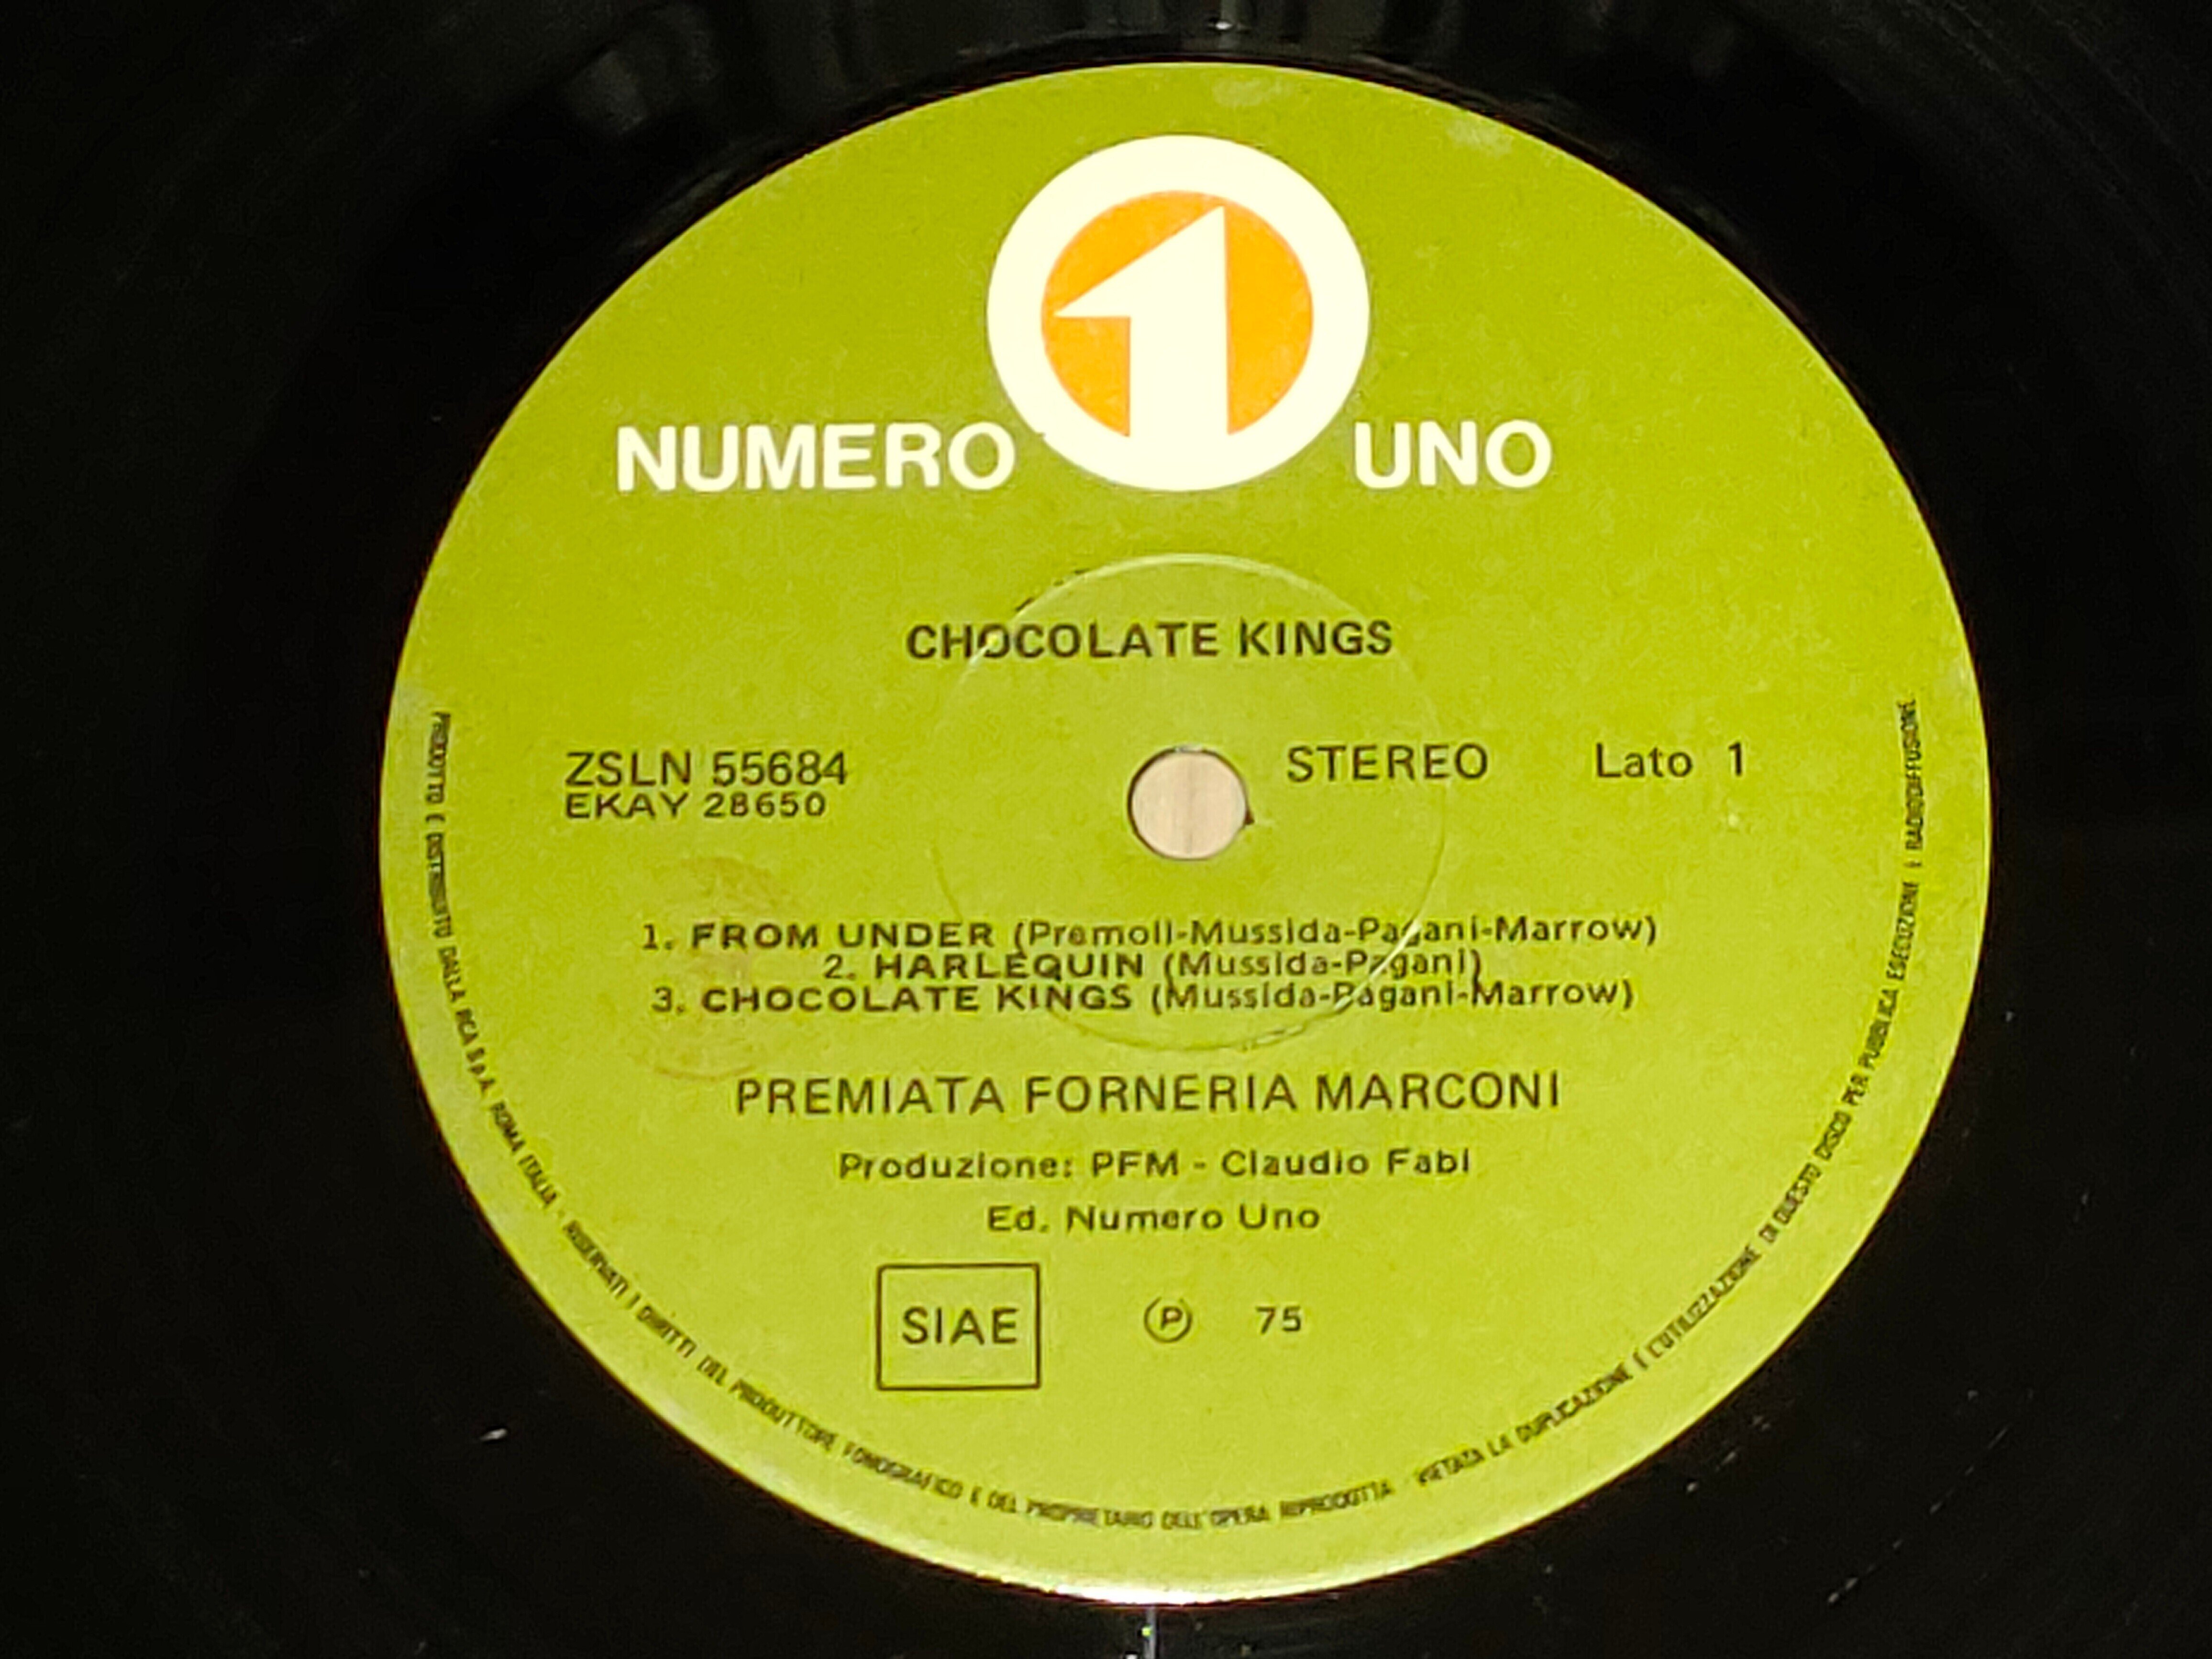 1
NUMERO UNO
CHOCOLATE KINGS
ZSLN 55684 STEREO Lato 1
EKAY 28650
1. FROM UNDER (Premoli-Mussida-Pagani-Marrow)
2. HARLEQUIN (Mussida-Pagani)
3. CHOCOLATE KINGS (Mussida-Pagani-Marrow)
PREMIATA FORNERIA MARCONI
Produzione: PFM - Claudio Fabi
Ed. Numero Uno
SIAE Ⓟ 75
PRODOTTO E DISTRIBUITO DALLA RCA S.p.A. ROMA ITALIA - RISERVATI I DIRITTI DEL PRODUTTORE FONOGRAFICO E DEL PROPRIETARIO DELL'OPERA RIPRODOTTA - VIETATA LA DUPLICAZIONE E L'UTILIZZAZIONE DI QUESTO DISCO PER PUBBLICA ESECUZIONE E RADIODIFFUSIONE